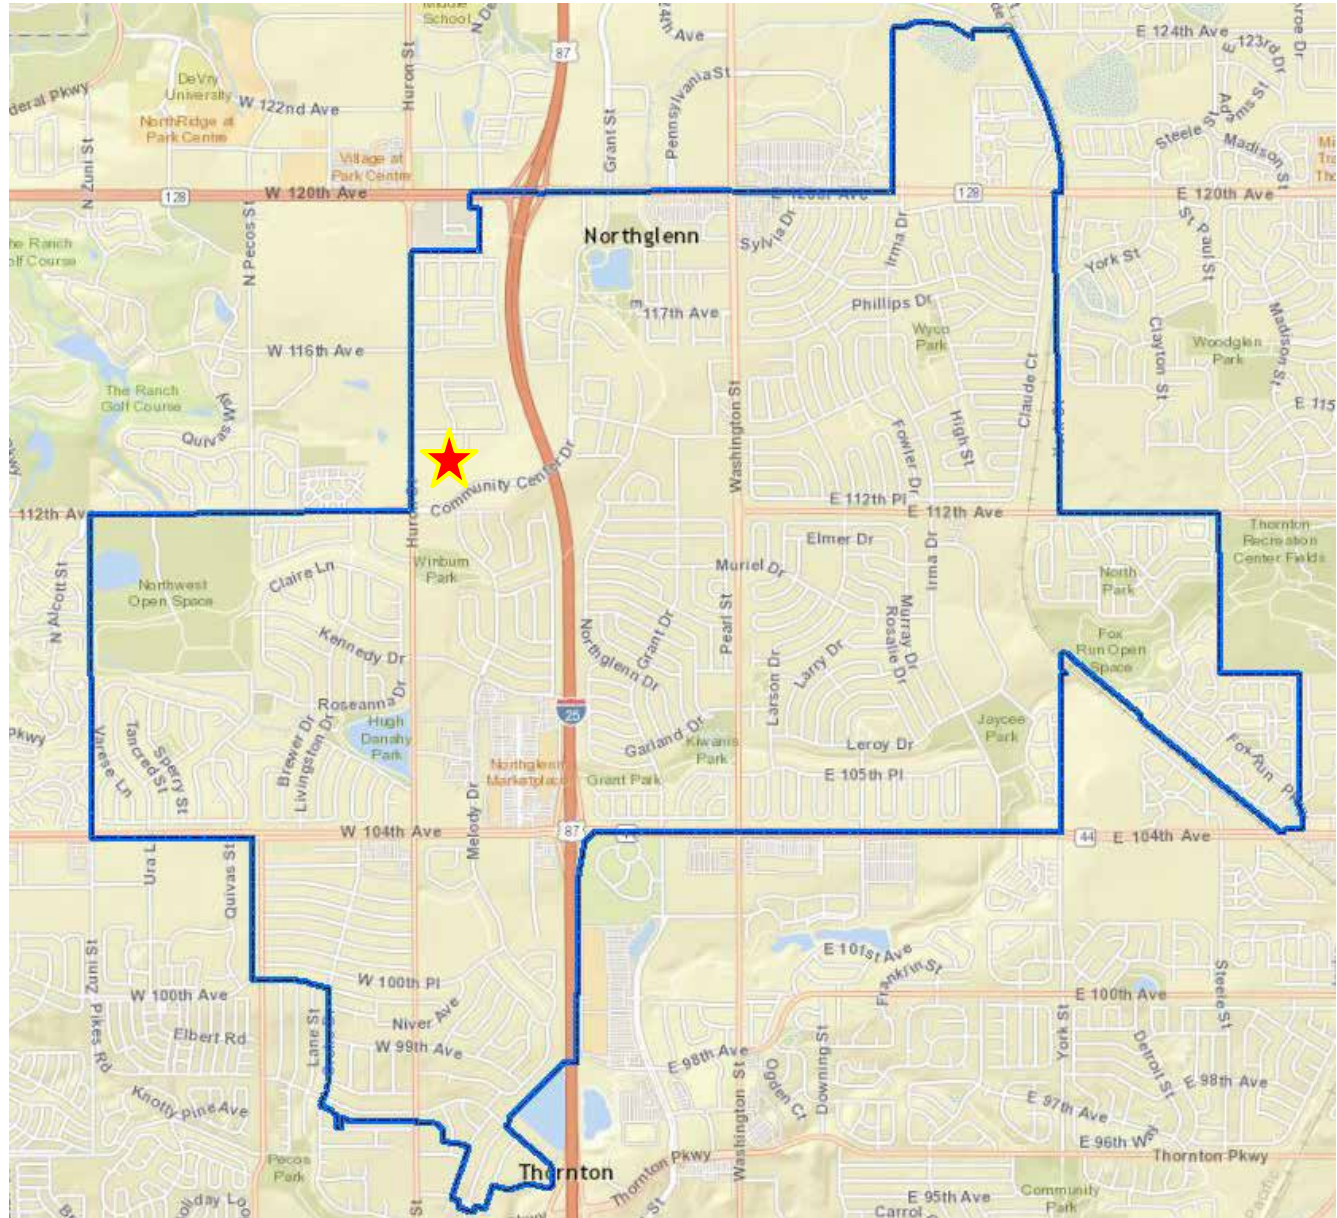 Middle
School
Huron St
87
24th Ave
E 124th Ave
E 123rd Dr
DeVry
University
W 122nd Ave
Grant St
Pennsylvania St
Steele St
Madison St
NorthRidge at
Park Centre
N Zuni St
Village at
Park Centre
128
W 120th Ave
128
E 120th Ave
N Pecos St
Northglenn
Sylvia Dr
Irma Dr
St Paul St
York St
E
117th Ave
Phillips Dr
Wyco
Park
Clayton St
Madison St
Woodglen
Park
W 116th Ave
The Ranch
Golf Course
Quivas Way
Washington St
Fowler Dr
High St
Claude Ct
E 115
Community Center Dr
E 112th Pl
112th Av
E 112th Ave
Thornton
Recreation
Center Fields
Elmer Dr
Irma Dr
Winburn
Park
Claire Ln
Muriel Dr
North
Park
Northwest
Open Space
N Alcott St
Pearl St
Grant Dr
Northglenn Dr
Murray Dr
Rosalie Dr
Kennedy Dr
Fox
Run Open
Space
Larry Dr
Larson Dr
Roseanna Dr
25
Hugh
Danahy
Park
Brewer Dr
Livingston Dr
Jaycee
Park
Pkwy
Varese Ln
Tancred St
Sperry St
Garland Dr
Kiwanis
Park
Leroy Dr
Fox Run Pk
Northglenn
Marketplace
Grant Park
E 105th Pl
Melody Dr
W 104th Ave
87
44
E 104th Ave
Ura L
Quivas St
E 101st Ave
Franklin St
Zuni St
W 100th Pl
W 100th Ave
E 100th Ave
Steele St
Pikes Rd
Niver Ave
Elbert Rd
Lane St
W 99th Ave
York St
E 98th Ave
Downing St
Detroit St
E 98th Ave
Ogden Ct
Washington St
Knotty Pine Ave
E 97th Ave
E 96th Way
Thornton Pkwy
Pecos
Park
Thornton
Thornton Pkwy
E 95th Ave
Carrol
Community
Park